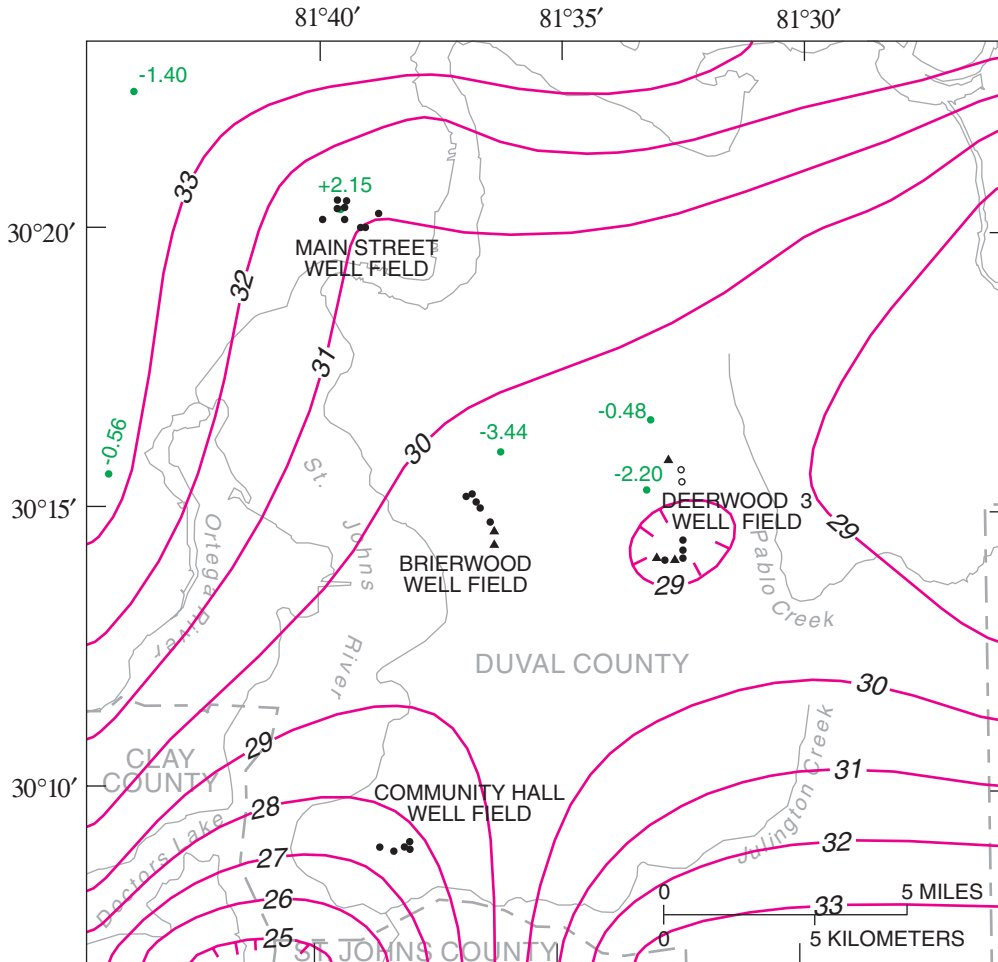 81°40′
81°35′
81°30′
-1.40
33
+2.15
30°20′
MAIN STREET
WELL FIELD
32
31
30
-0.48
-3.44
-0.56
-2.20
St. Johns River
DEERWOOD 3
WELL FIELD
30°15′
29
Ortega River
Pablo Creek
BRIERWOOD
WELL FIELD
29
DUVAL COUNTY
30
29
CLAY
COUNTY
31
30°10′
COMMUNITY HALL
WELL FIELD
28
Julington Creek
32
Doctors Lake
27
26
0
5 MILES
33
25
ST. JOHNS COUNTY
0
5 KILOMETERS